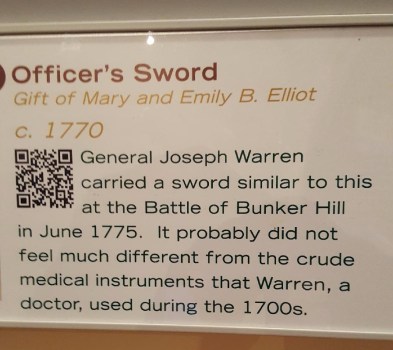 Officer's Sword
Gift of Mary and Emily B. Elliot
c. 1770
General Joseph Warren
carried a sword similar to this
at the Battle of Bunker Hill
in June 1775. It probably did not
feel much different from the crude
medical instruments that Warren, a
doctor, used during the 1700s.